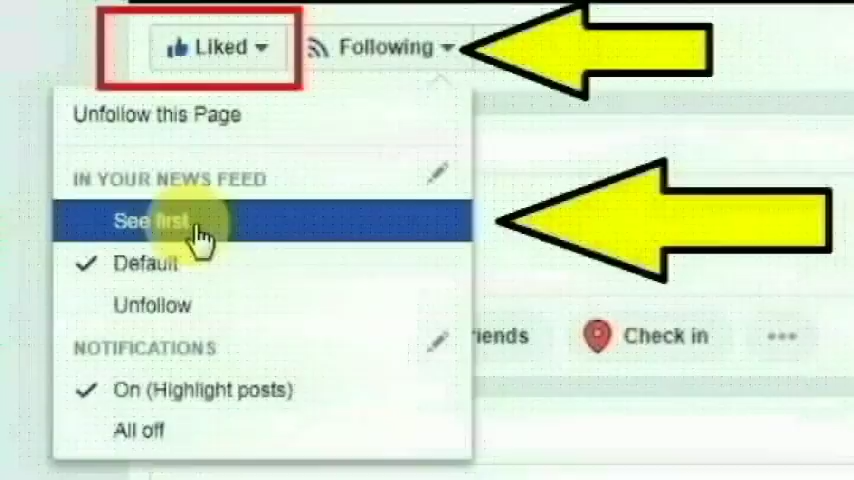 Liked Following
Unfollow this Page
IN YOUR NEWS FEED
See first
Default
Unfollow
NOTIFICATIONS
On (Highlight posts)
All off
riends Check in